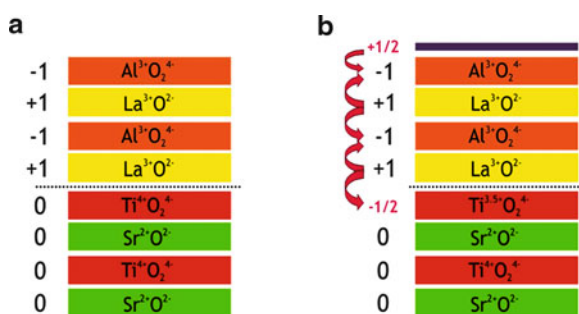 a
-1 Al³⁺O₂⁴⁻
+1 La³⁺O²⁻
-1 Al³⁺O₂⁴⁻
+1 La³⁺O²⁻
0 Ti⁴⁺O₂⁴⁻
0 Sr²⁺O²⁻
0 Ti⁴⁺O₂⁴⁻
0 Sr²⁺O²⁻
b
+1/2
-1 Al³⁺O₂⁴⁻
+1 La³⁺O²⁻
-1 Al³⁺O₂⁴⁻
+1 La³⁺O²⁻
-1/2 Ti³·⁵⁺O₂⁴⁻
0 Sr²⁺O²⁻
0 Ti⁴⁺O₂⁴⁻
0 Sr²⁺O²⁻